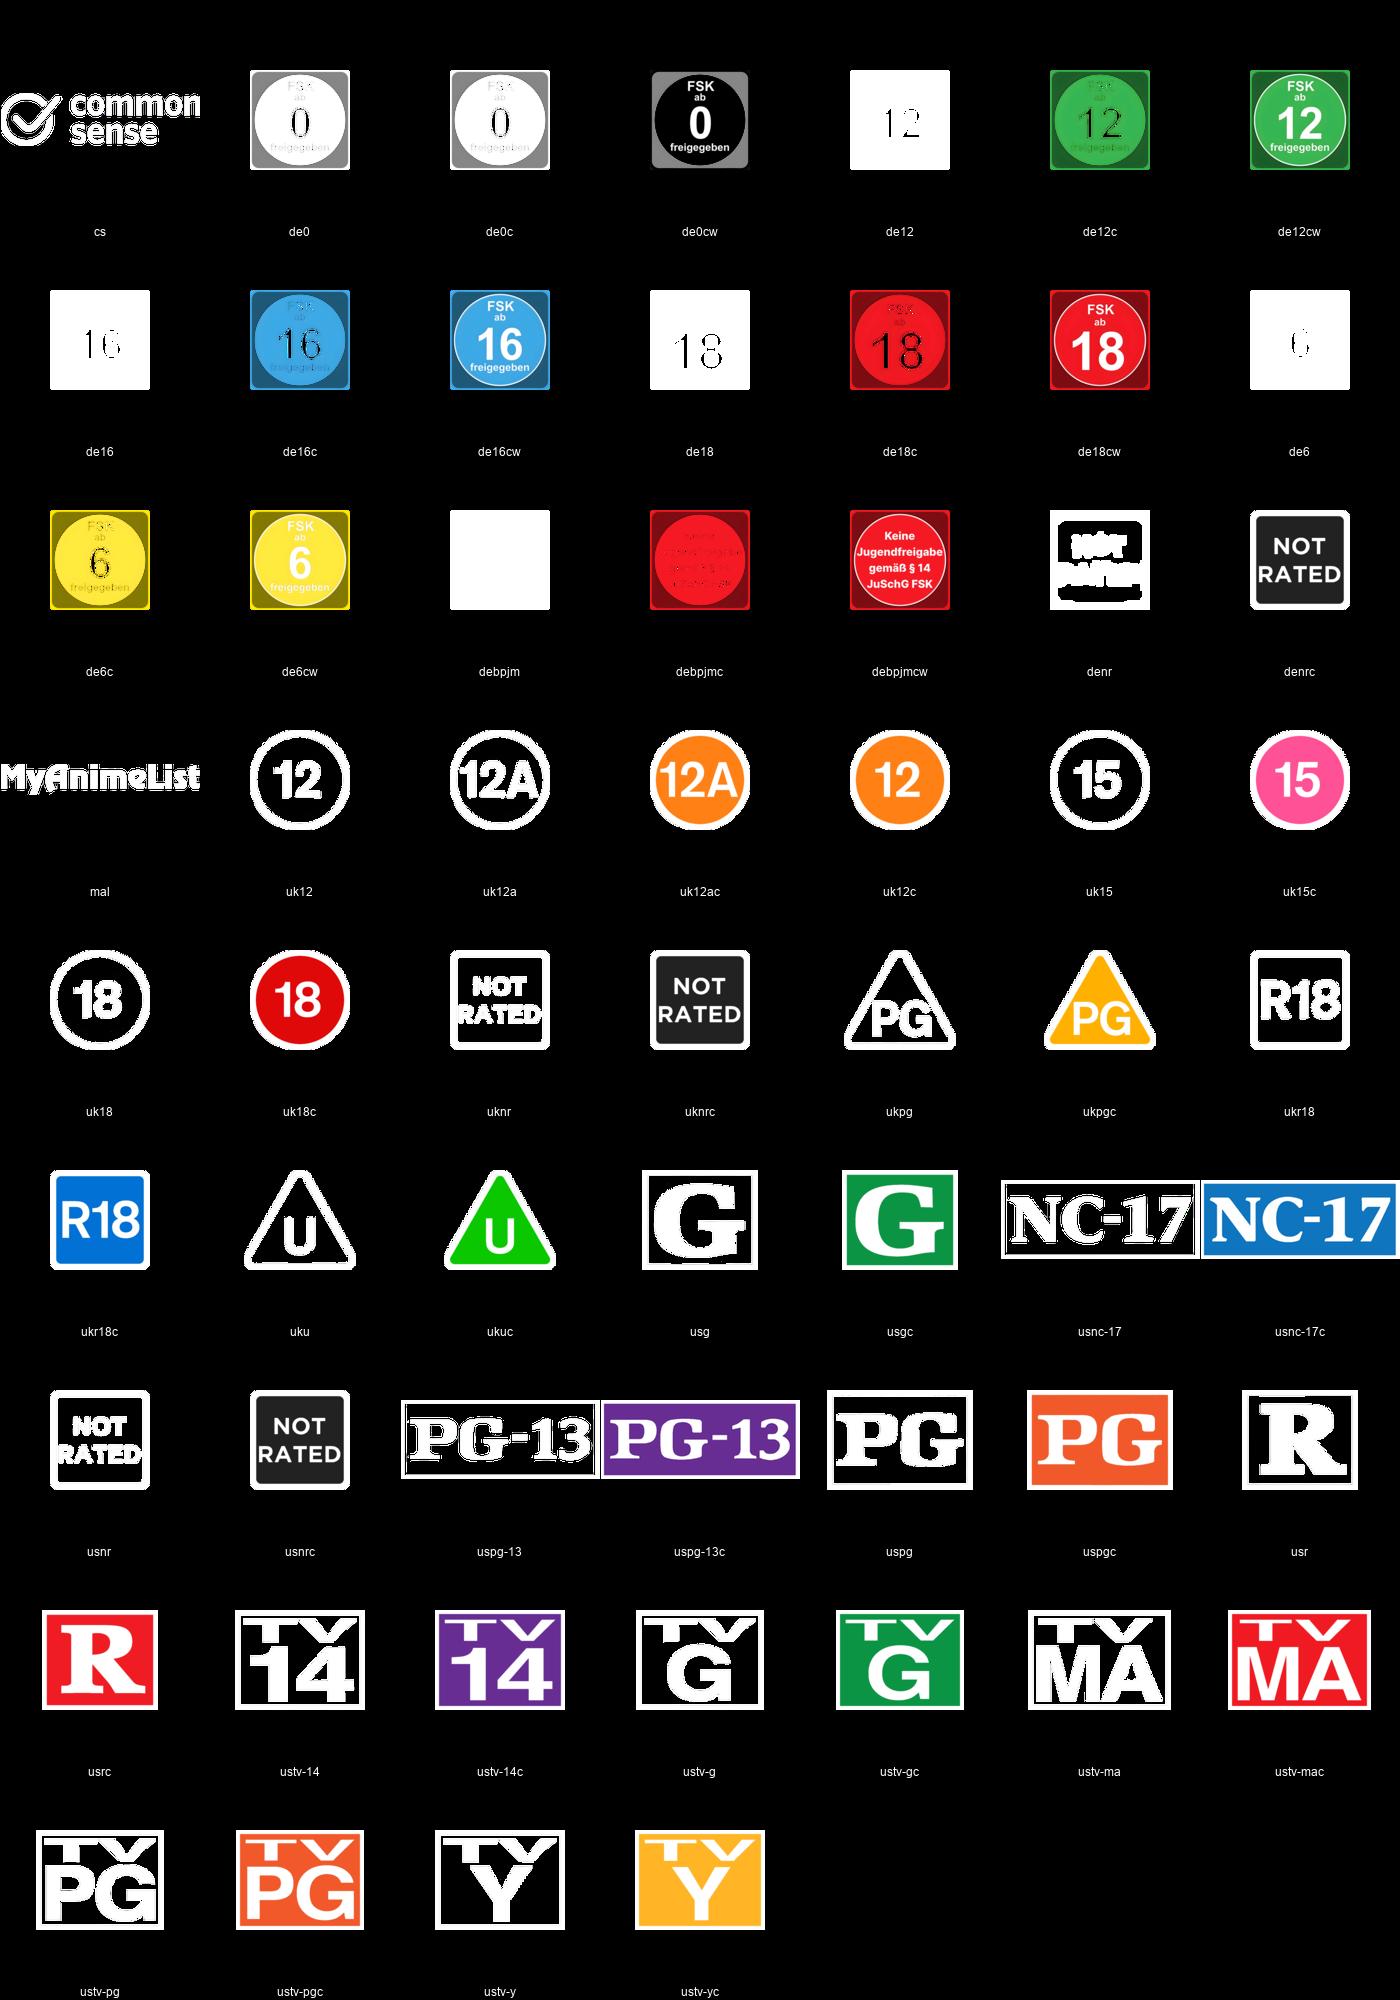 common
sense
FSK
ab
0
freigegeben
FSK
ab
0
freigegeben
FSK
ab
0
freigegeben
12
FSK
ab
12
freigegeben
FSK
ab
12
freigegeben
cs de0 de0c de0cw de12 de12c de12cw
16
FSK
ab
16
freigegeben
FSK
ab
16
freigegeben
18
FSK
ab
18
FSK
ab
18
6
de16 de16c de16cw de18 de18c de18cw de6
FSK
ab
6
freigegeben
FSK
ab
6
freigegeben
Keine
Jugendfreigabe
gemäß § 14
JuSchG FSK
NOT
NOT
RATED
de6c de6cw debpjm debpjmc debpjmcw denr denrc
MyAnimeList
12
12A
12A
12
15
15
mal uk12 uk12a uk12ac uk12c uk15 uk15c
18
18
NOT
RATED
NOT
RATED
PG
PG
R18
uk18 uk18c uknr uknrc ukpg ukpgc ukr18
R18
U
U
G
G
NC-17
NC-17
ukr18c uku ukuc usg usgc usnc-17 usnc-17c
NOT
RATED
NOT
RATED
PG-13
PG-13
PG
PG
R
usnr usnrc uspg-13 uspg-13c uspg uspgc usr
R
TV
14
TV
14
TV
G
TV
G
TV
MA
TV
MA
usrc ustv-14 ustv-14c ustv-g ustv-gc ustv-ma ustv-mac
TV
PG
TV
PG
TV
Y
TV
Y
ustv-pg ustv-pgc ustv-y ustv-yc